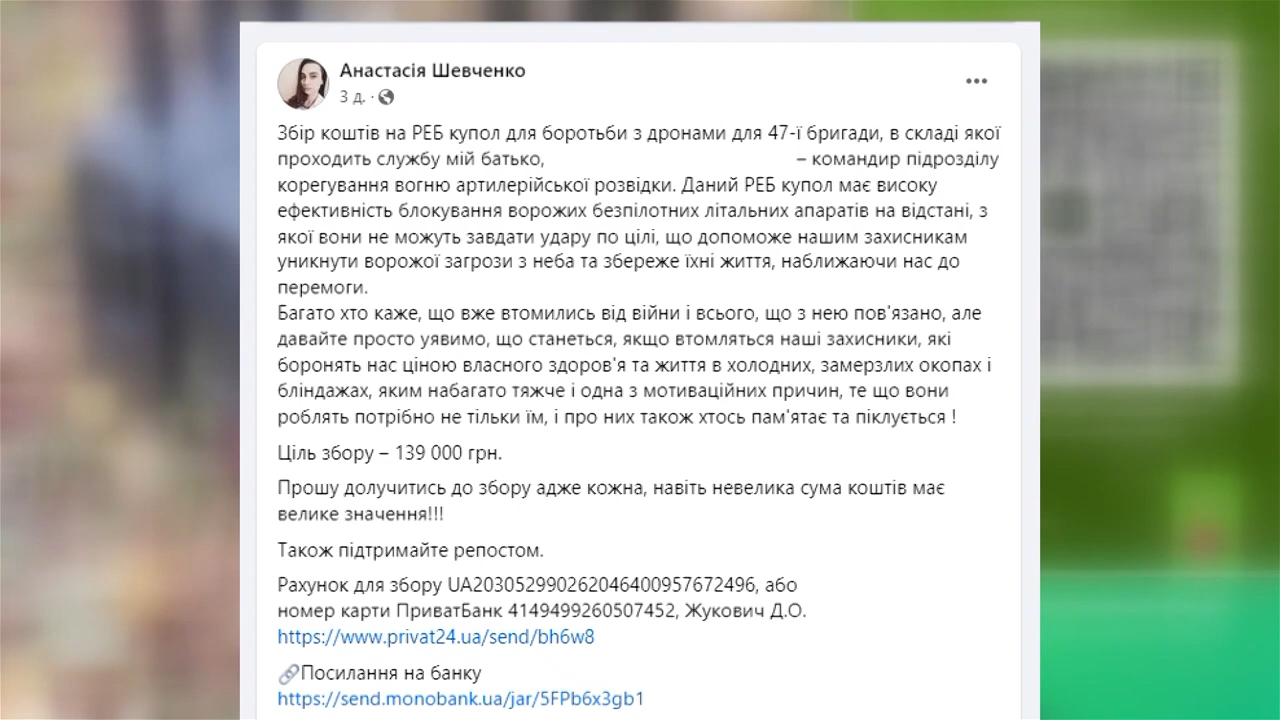 Анастасія Шевченко
3 д. ·
Збір коштів на РЕБ купол для боротьби з дронами для 47-ї бригади, в складі якої
проходить службу мій батько, – командир підрозділу
корегування вогню артилерійської розвідки. Даний РЕБ купол має високу
ефективність блокування ворожих безпілотних літальних апаратів на відстані, з
якої вони не можуть завдати удару по цілі, що допоможе нашим захисникам
уникнути ворожої загрози з неба та збереже їхні життя, наближаючи нас до
перемоги.
Багато хто каже, що вже втомились від війни і всього, що з нею пов'язано, але
давайте просто уявимо, що станеться, якщо втомляться наші захисники, які
боронять нас ціною власного здоров'я та життя в холодних, замерзлих окопах і
бліндажах, яким набагато тяжче і одна з мотиваційних причин, те що вони
роблять потрібно не тільки їм, і про них також хтось пам'ятає та піклується !
Ціль збору – 139 000 грн.
Прошу долучитись до збору адже кожна, навіть невелика сума коштів має
велике значення!!!
Також підтримайте репостом.
Рахунок для збору UA203052990262046400957672496, або
номер карти ПриватБанк 4149499260507452, Жукович Д.О.
https://www.privat24.ua/send/bh6w8
🔗Посилання на банку
https://send.monobank.ua/jar/5FPb6x3gb1